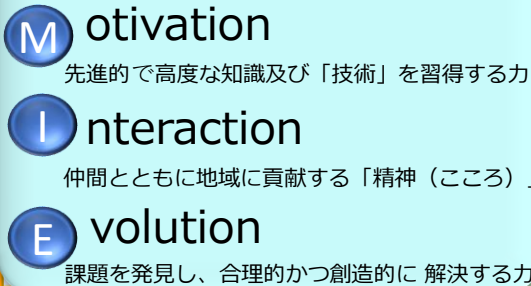 Motivation
先進的で高度な知識及び「技術」を習得する力
Interaction
仲間とともに地域に貢献する「精神（こころ）」
Evolution
課題を発見し、合理的かつ創造的に 解決する力